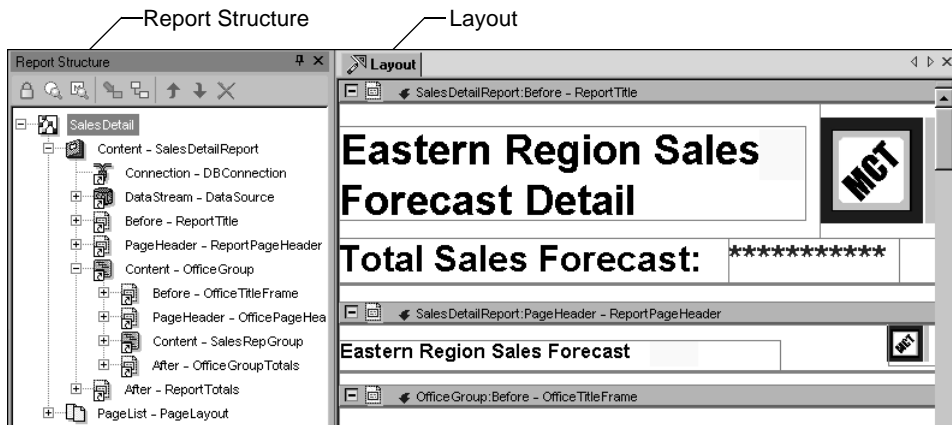 Report Structure
Layout
Report Structure
SalesDetail
Content - SalesDetailReport
Connection - DBConnection
DataStream - DataSource
Before - ReportTitle
PageHeader - ReportPageHeader
Content - OfficeGroup
Before - OfficeTitleFrame
PageHeader - OfficePageHea
Content - SalesRepGroup
After - OfficeGroupTotals
After - ReportTotals
PageList - PageLayout
Layout
SalesDetailReport:Before - ReportTitle
Eastern Region Sales
Forecast Detail
MCT
Total Sales Forecast: ***********
SalesDetailReport:PageHeader - ReportPageHeader
Eastern Region Sales Forecast
MCT
OfficeGroup:Before - OfficeTitleFrame